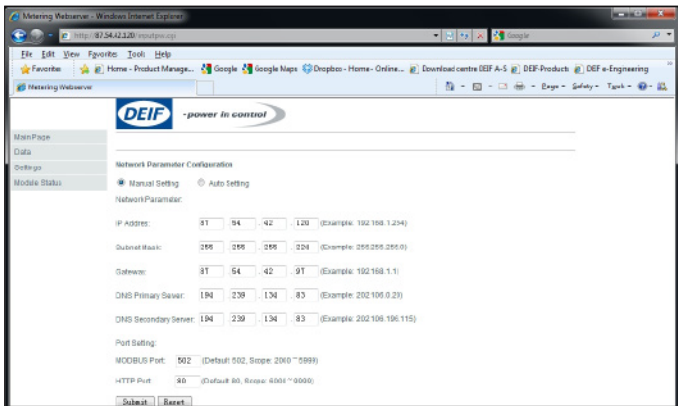 Metering Webserver - Windows Internet Explorer
http://87.54.42.120/inputpw.cgi
Google
File Edit View Favorites Tools Help
Favorites Home - Product Manage... Google Google Maps Dropbox - Home - Online... Download centre DEIF A-S DEIF-Products DEIF e-Engineering
Metering Webserver Page Safety Tools
DEIF -power in control
Main Page
Data
Settings
Module Status
Network Parameter Configuration
Manual Setting Auto Setting
Network Parameter:
IP Addres: 87 . 54 . 42 . 120 (Example: 192.168.1.254)
Subnet Mask: 255 . 255 . 255 . 224 (Example: 255.255.255.0)
Gateway: 87 . 54 . 42 . 97 (Example: 192.168.1.1)
DNS Primary Server: 194 . 239 . 134 . 83 (Example: 202.106.0.20)
DNS Secondary Server: 194 . 239 . 134 . 83 (Example: 202.106.196.115)
Port Setting:
MODBUS Port: 502 (Default 502, Scope: 2000 ~ 5999)
HTTP Port: 80 (Default 80, Scope: 6000 ~ 9999)
Submit Reset